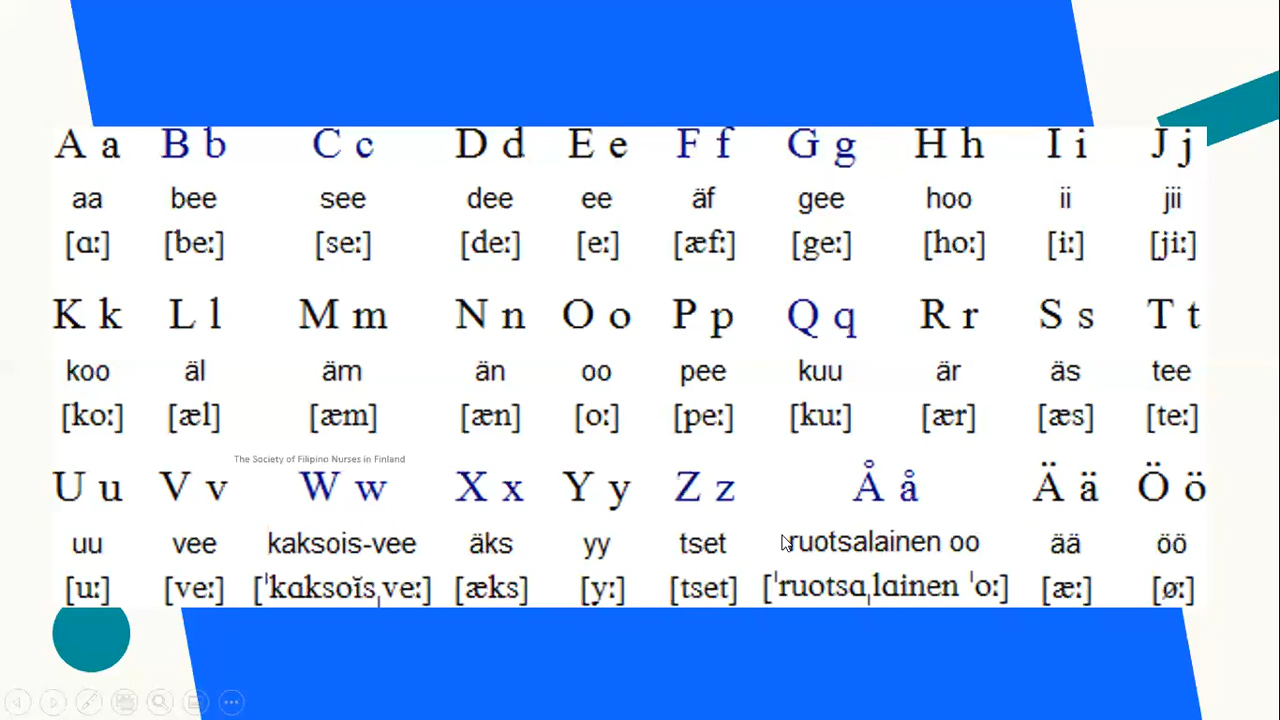 A a B b C c D d E e F f G g H h I i J j
aa bee see dee ee äf gee hoo ii jii
[ɑː] [beː] [seː] [deː] [eː] [æfː] [geː] [hoː] [iː] [jiː]
K k L l M m N n O o P p Q q R r S s T t
koo äl äm än oo pee kuu är äs tee
[koː] [æl] [æm] [æn] [oː] [peː] [kuː] [ær] [æs] [teː]
The Society of Filipino Nurses in Finland
U u V v W w X x Y y Z z Å å Ä ä Ö ö
uu vee kaksois-vee äks yy tset ruotsalainen oo ää öö
[uː] [veː] [ˈkɑksoĭsˌveː] [æks] [yː] [tset] [ˈruotsɑˌlɑinen ˈoː] [æː] [øː]